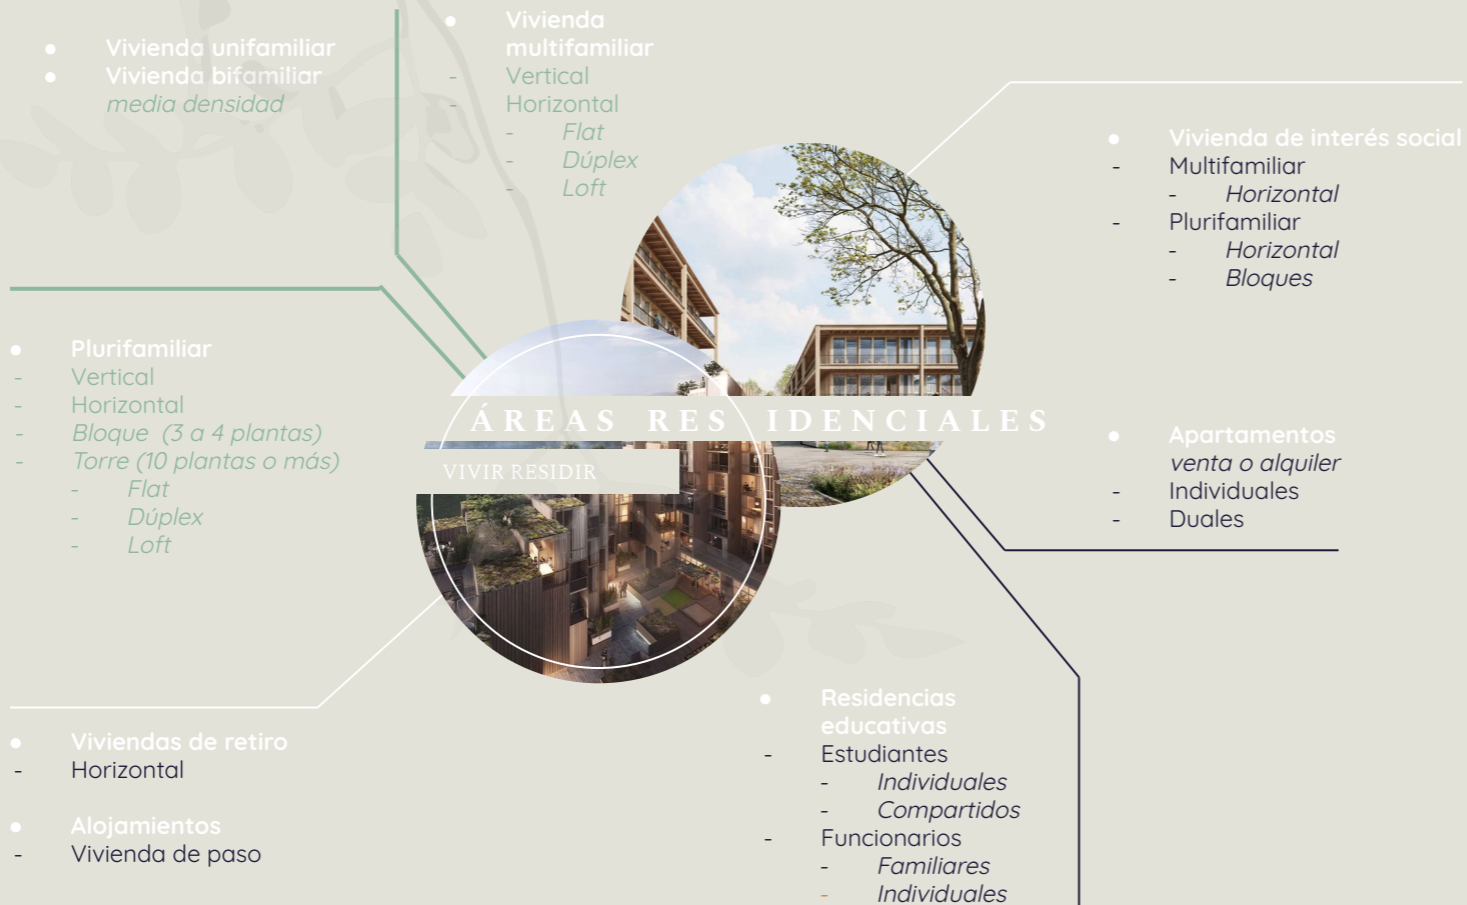 ● Vivienda unifamiliar
● Vivienda bifamiliar
media densidad
● Vivienda
multifamiliar
- Vertical
- Horizontal
- Flat
- Dúplex
- Loft
● Vivienda de interés social
- Multifamiliar
- Horizontal
- Plurifamiliar
- Horizontal
- Bloques
● Plurifamiliar
- Vertical
- Horizontal
- Bloque (3 a 4 plantas)
- Torre (10 plantas o más)
- Flat
- Dúplex
- Loft
ÁREAS RES IDENCIALES
VIVIR RESIDIR
● Apartamentos
venta o alquiler
- Individuales
- Duales
● Viviendas de retiro
- Horizontal
● Alojamientos
- Vivienda de paso
● Residencias
educativas
- Estudiantes
- Individuales
- Compartidos
- Funcionarios
- Familiares
- Individuales